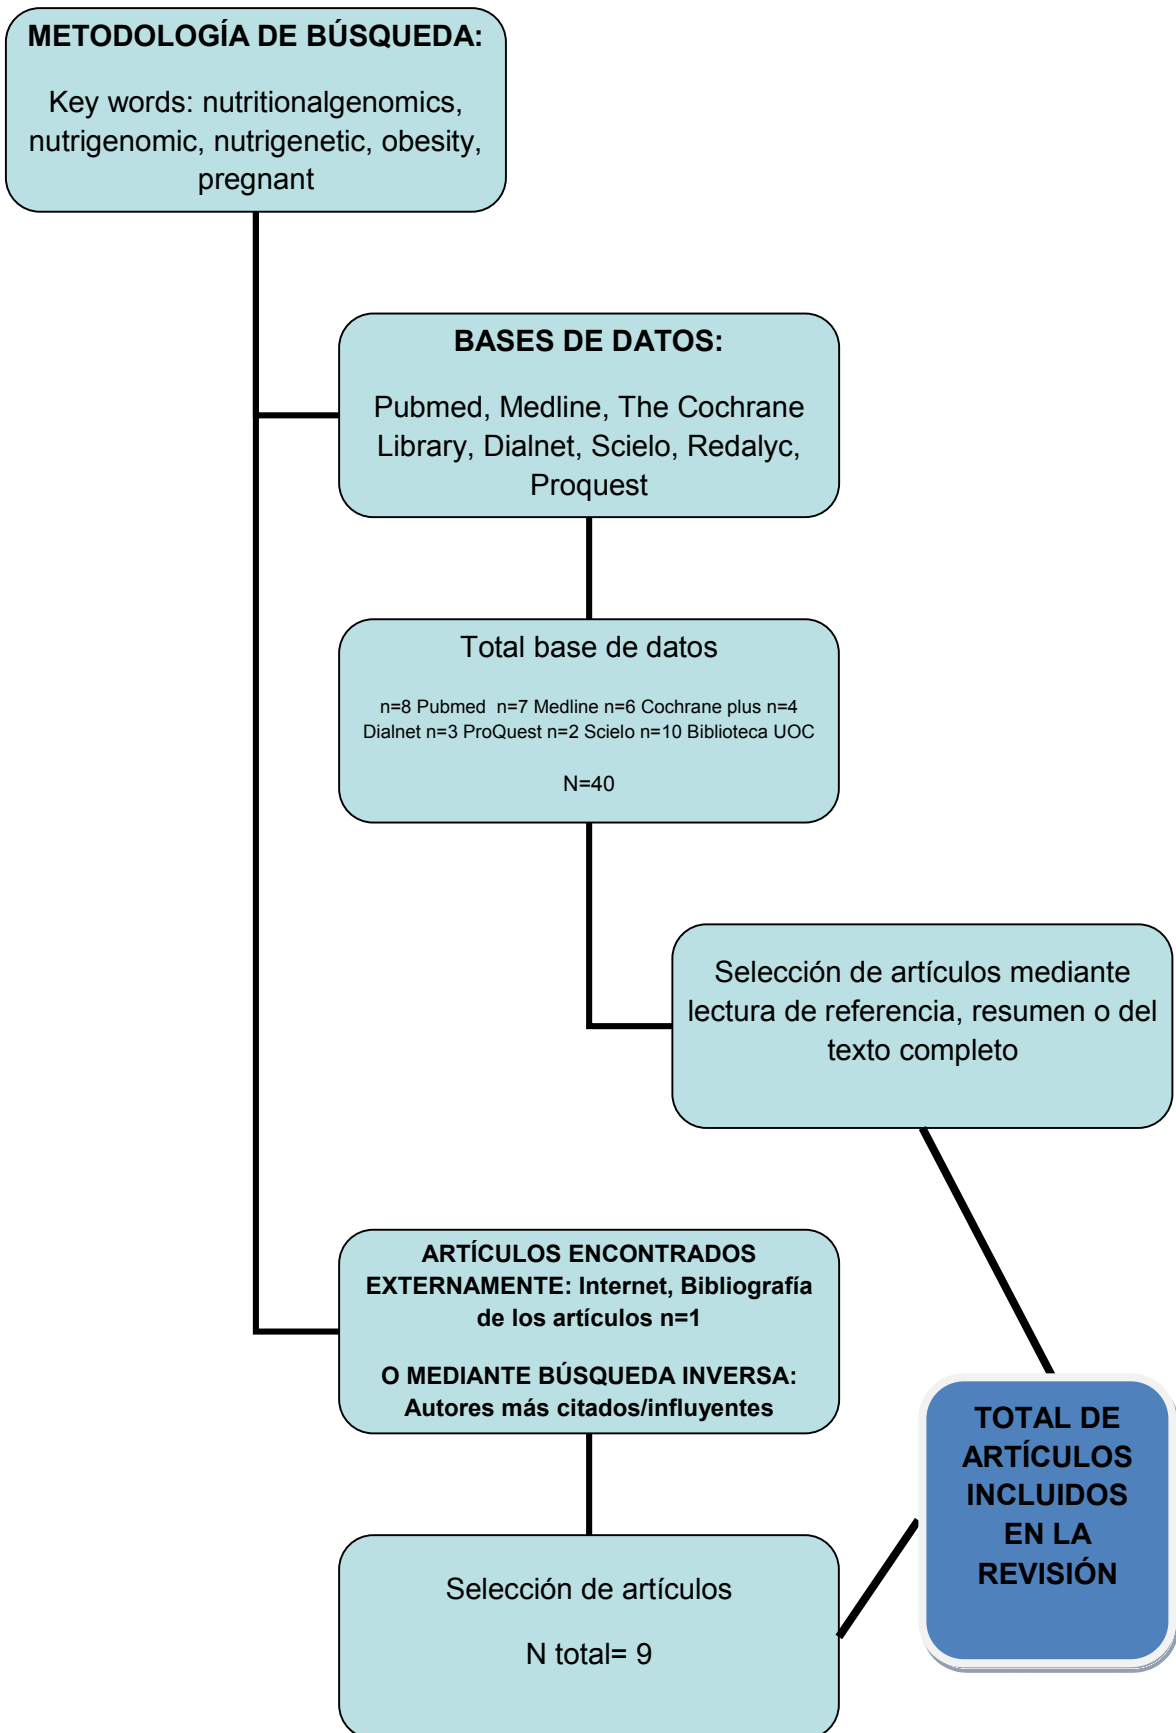 METODOLOGÍA DE BÚSQUEDA:
Key words: nutritionalgenomics,
nutrigenomic, nutrigenetic, obesity,
pregnant
BASES DE DATOS:
Pubmed, Medline, The Cochrane
Library, Dialnet, Scielo, Redalyc,
Proquest
Total base de datos
n=8 Pubmed n=7 Medline n=6 Cochrane plus n=4
Dialnet n=3 ProQuest n=2 Scielo n=10 Biblioteca UOC
N=40
Selección de artículos mediante
lectura de referencia, resumen o del
texto completo
ARTÍCULOS ENCONTRADOS
EXTERNAMENTE: Internet, Bibliografía
de los artículos n=1
O MEDIANTE BÚSQUEDA INVERSA:
Autores más citados/influyentes
TOTAL DE
ARTÍCULOS
INCLUIDOS
EN LA
REVISIÓN
Selección de artículos
N total= 9